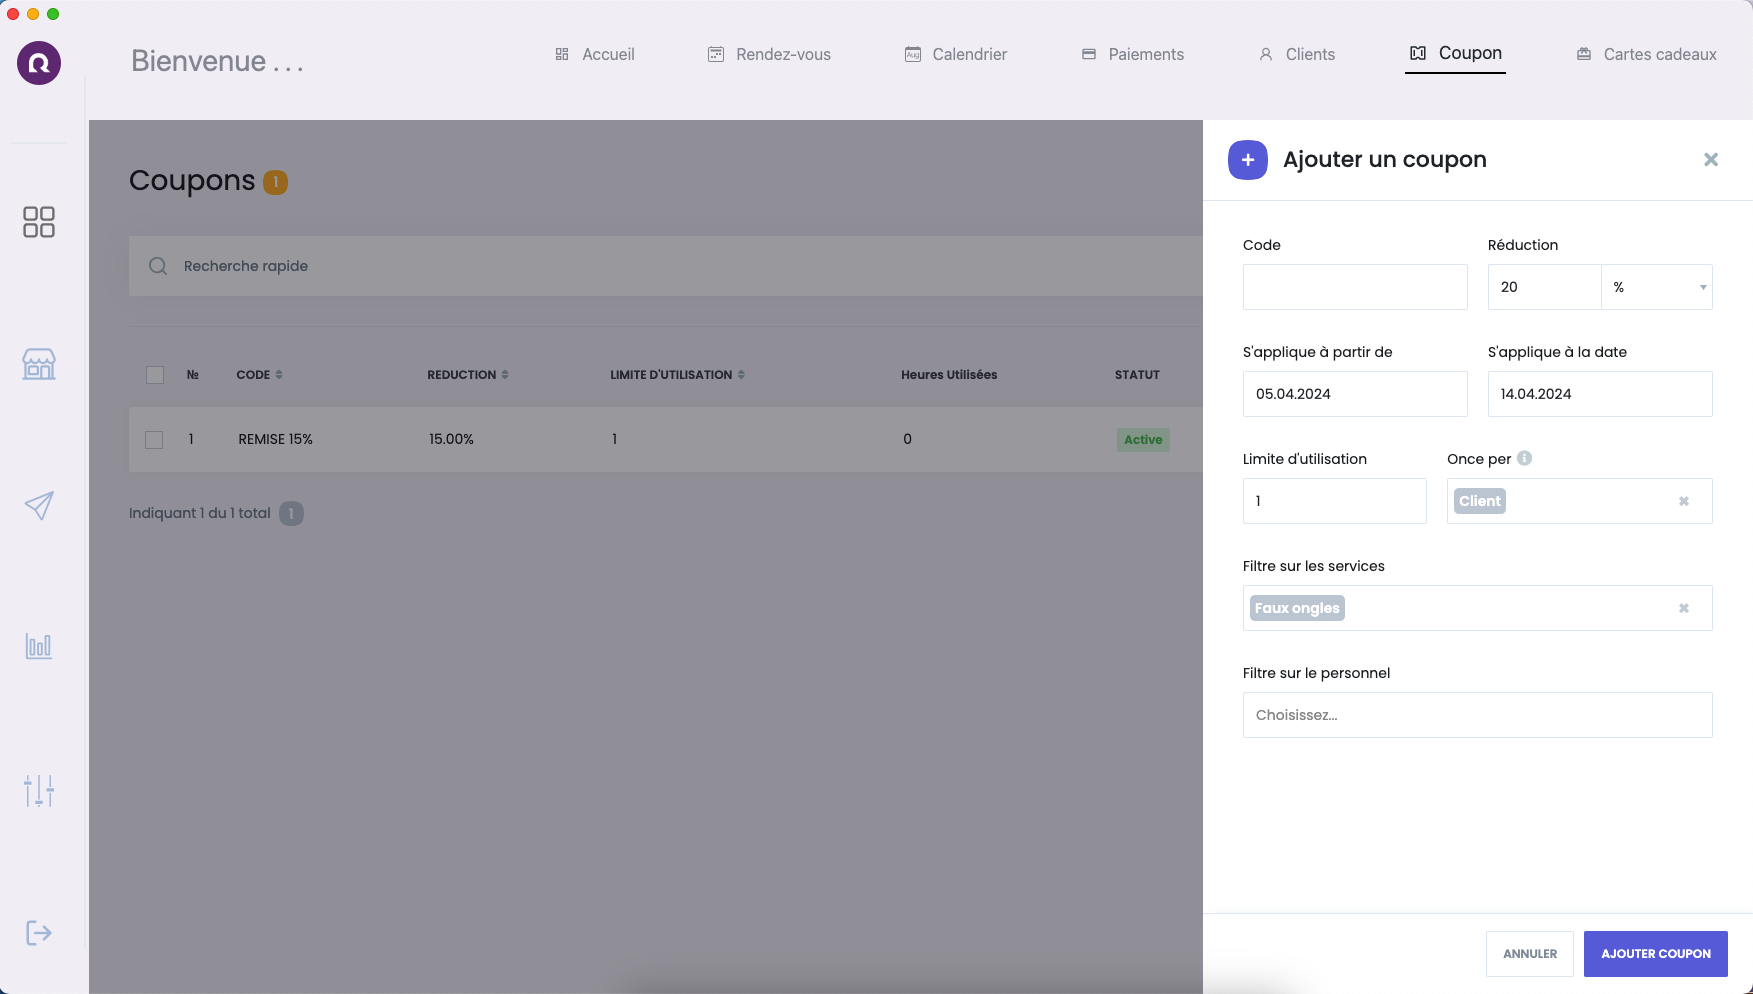 Bienvenue . . .
Accueil
Rendez-vous
Aug
Calendrier
Paiements
Clients
Coupon
Cartes cadeaux
Coupons 1
Recherche rapide
№ CODE REDUCTION LIMITE D'UTILISATION Heures Utilisées STATUT
1 REMISE 15% 15.00% 1 0 Active
Indiquant 1 du 1 total 1
+ Ajouter un coupon
Code Réduction
20 %
S'applique à partir de S'applique à la date
05.04.2024 14.04.2024
Limite d'utilisation Once per
1 Client
Filtre sur les services
Faux ongles
Filtre sur le personnel
Choisissez...
ANNULER AJOUTER COUPON